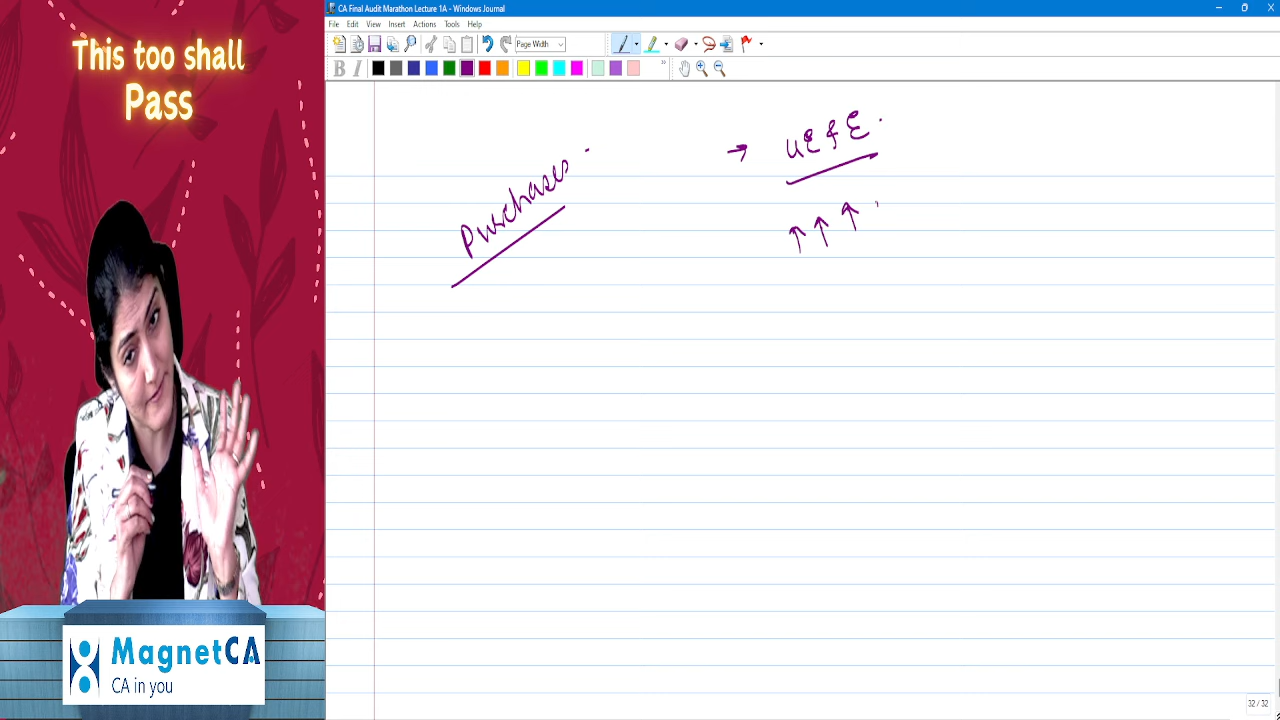 CA Final Audit Marathon Lecture 1A - Windows Journal
File Edit View Insert Actions Tools Help
Page Width
B I
This too shall
Pass
Purchases
→ UE & E.
↑ ↑ ↑
MagnetCA
CA in you
32 / 32